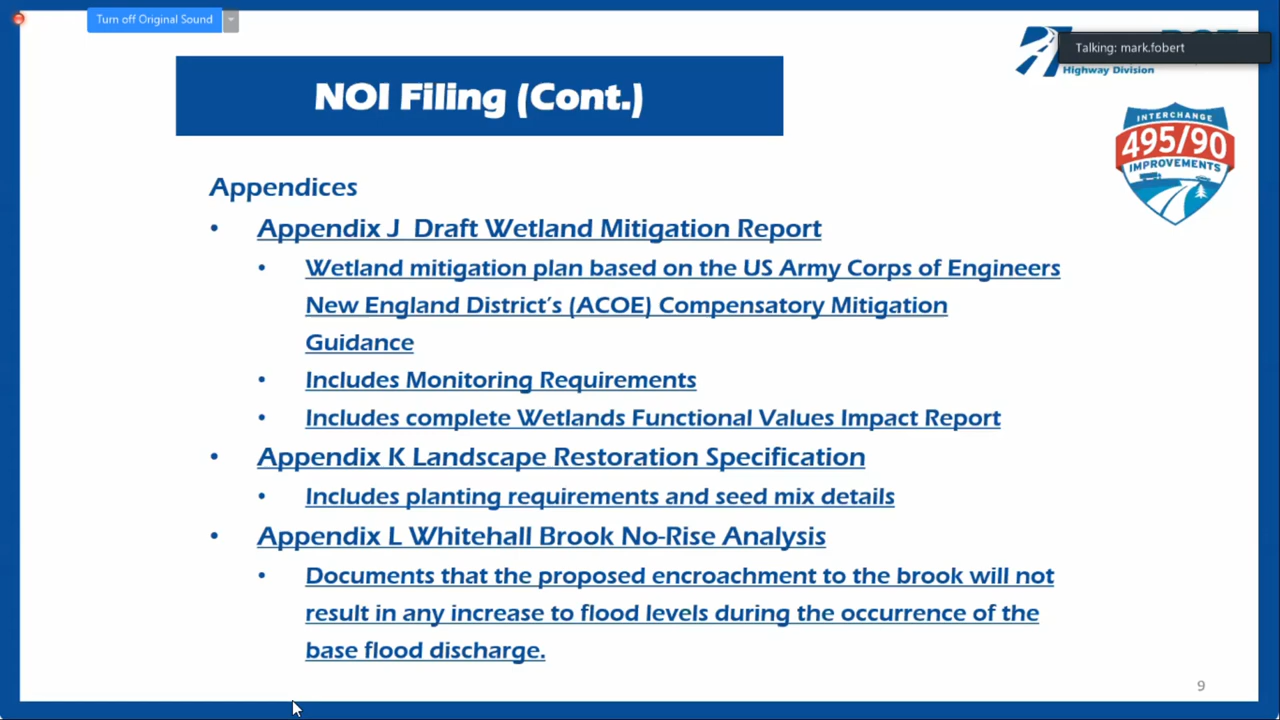 Turn off Original Sound
Talking: mark.fobert
Highway Division
NOI Filing (Cont.)
INTERCHANGE
495/90
IMPROVEMENTS
Appendices
• Appendix J Draft Wetland Mitigation Report
• Wetland mitigation plan based on the US Army Corps of Engineers
New England District's (ACOE) Compensatory Mitigation
Guidance
• Includes Monitoring Requirements
• Includes complete Wetlands Functional Values Impact Report
• Appendix K Landscape Restoration Specification
• Includes planting requirements and seed mix details
• Appendix L Whitehall Brook No-Rise Analysis
• Documents that the proposed encroachment to the brook will not
result in any increase to flood levels during the occurrence of the
base flood discharge.
9